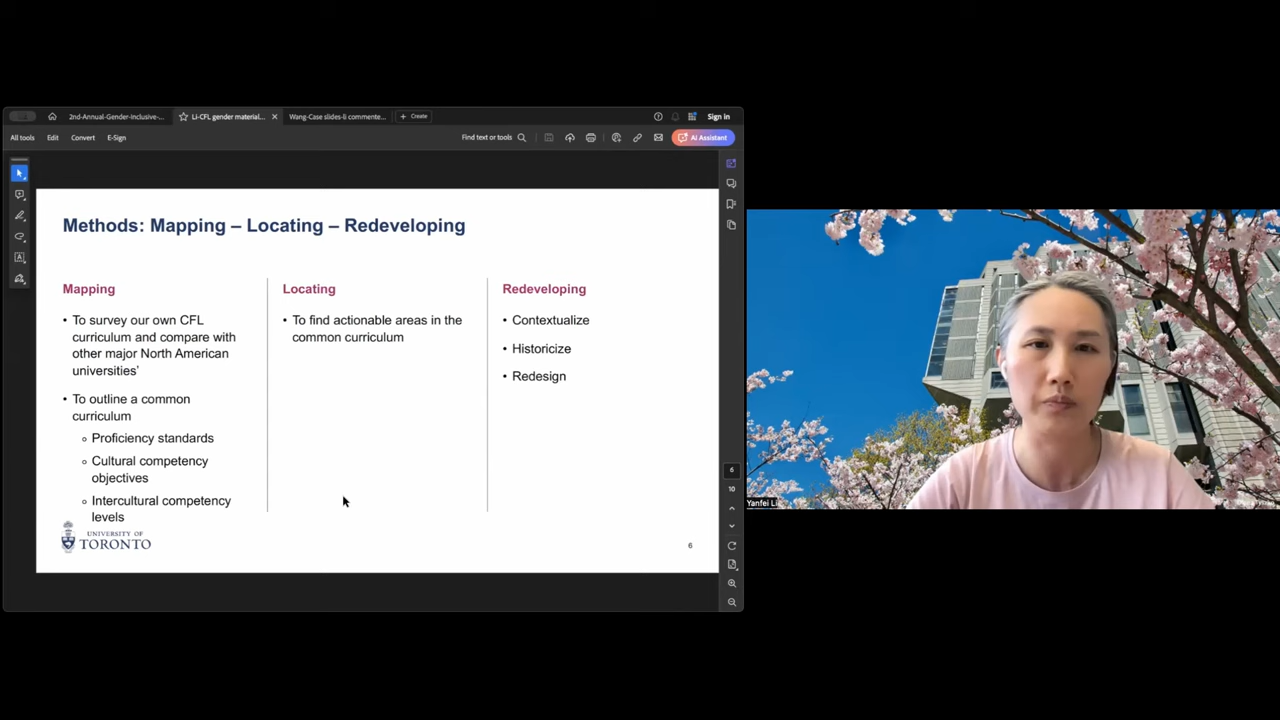 2nd-Annual-Gender-Inclusive-...
LI-CFL gender material...
Wang-Case slides-li commente...
+ Create
Sign in
All tools
Edit
Convert
E-Sign
Find text or tools
AI Assistant
Methods: Mapping – Locating – Redeveloping
Mapping
• To survey our own CFL
curriculum and compare with
other major North American
universities’
• To outline a common
curriculum
Proficiency standards
Cultural competency
objectives
Intercultural competency
levels
Locating
• To find actionable areas in the
common curriculum
Redeveloping
• Contextualize
• Historicize
• Redesign
UNIVERSITY OF
TORONTO
6
6
10